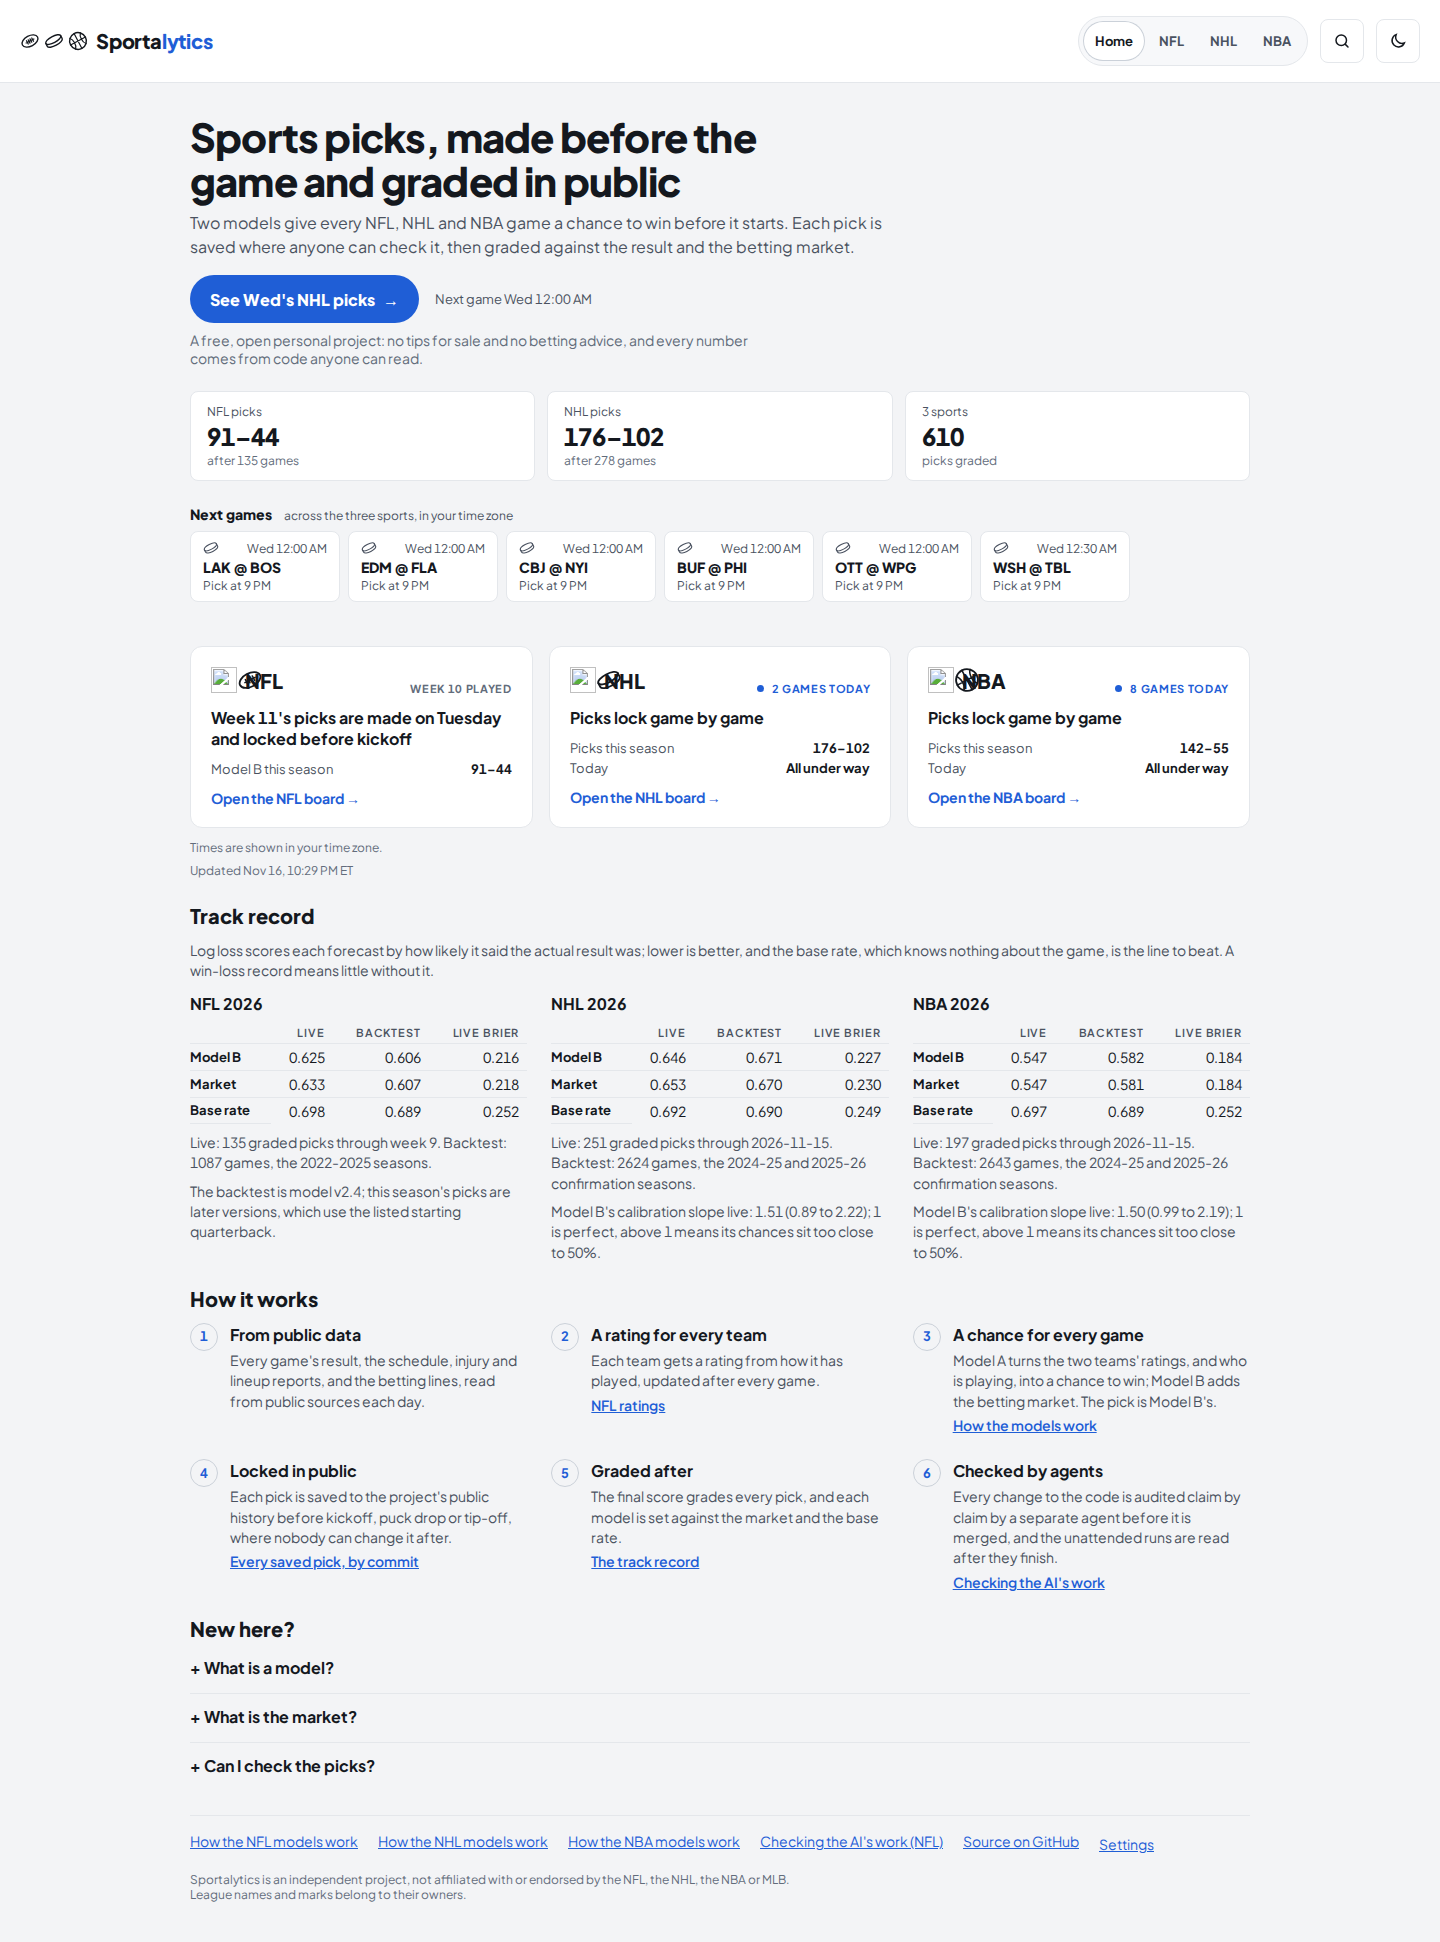 Sportalytics
Home NFL NHL NBA
Sports picks, made before the
game and graded in public
Two models give every NFL, NHL and NBA game a chance to win before it starts. Each pick is
saved where anyone can check it, then graded against the result and the betting market.
See Wed's NHL picks → Next game Wed 12:00 AM
A free, open personal project: no tips for sale and no betting advice, and every number
comes from code anyone can read.
NFL picks
91–44
after 135 games
NHL picks
176–102
after 278 games
3 sports
610
picks graded
Next games across the three sports, in your time zone
Wed 12:00 AM
LAK @ BOS
Pick at 9 PM
Wed 12:00 AM
EDM @ FLA
Pick at 9 PM
Wed 12:00 AM
CBJ @ NYI
Pick at 9 PM
Wed 12:00 AM
BUF @ PHI
Pick at 9 PM
Wed 12:00 AM
OTT @ WPG
Pick at 9 PM
Wed 12:30 AM
WSH @ TBL
Pick at 9 PM
NFL WEEK 10 PLAYED
Week 11's picks are made on Tuesday
and locked before kickoff
Model B this season 91–44
Open the NFL board →
NHL 2 GAMES TODAY
Picks lock game by game
Picks this season 176–102
Today All under way
Open the NHL board →
NBA 8 GAMES TODAY
Picks lock game by game
Picks this season 142–55
Today All under way
Open the NBA board →
Times are shown in your time zone.
Updated Nov 16, 10:29 PM ET
Track record
Log loss scores each forecast by how likely it said the actual result was; lower is better, and the base rate, which knows nothing about the game, is the line to beat. A
win-loss record means little without it.
NFL 2026
LIVE BACKTEST LIVE BRIER
Model B 0.625 0.606 0.216
Market 0.633 0.607 0.218
Base rate 0.698 0.689 0.252
Live: 135 graded picks through week 9. Backtest:
1087 games, the 2022-2025 seasons.
The backtest is model v2.4; this season's picks are
later versions, which use the listed starting
quarterback.
NHL 2026
LIVE BACKTEST LIVE BRIER
Model B 0.646 0.671 0.227
Market 0.653 0.670 0.230
Base rate 0.692 0.690 0.249
Live: 251 graded picks through 2026-11-15.
Backtest: 2624 games, the 2024-25 and 2025-26
confirmation seasons.
Model B's calibration slope live: 1.51 (0.89 to 2.22); 1
is perfect, above 1 means its chances sit too close
to 50%.
NBA 2026
LIVE BACKTEST LIVE BRIER
Model B 0.547 0.582 0.184
Market 0.547 0.581 0.184
Base rate 0.697 0.689 0.252
Live: 197 graded picks through 2026-11-15.
Backtest: 2643 games, the 2024-25 and 2025-26
confirmation seasons.
Model B's calibration slope live: 1.50 (0.99 to 2.19); 1
is perfect, above 1 means its chances sit too close
to 50%.
How it works
1 From public data
Every game's result, the schedule, injury and
lineup reports, and the betting lines, read
from public sources each day.
2 A rating for every team
Each team gets a rating from how it has
played, updated after every game.
NFL ratings
3 A chance for every game
Model A turns the two teams' ratings, and who
is playing, into a chance to win; Model B adds
the betting market. The pick is Model B's.
How the models work
4 Locked in public
Each pick is saved to the project's public
history before kickoff, puck drop or tip-off,
where nobody can change it after.
Every saved pick, by commit
5 Graded after
The final score grades every pick, and each
model is set against the market and the base
rate.
The track record
6 Checked by agents
Every change to the code is audited claim by
claim by a separate agent before it is
merged, and the unattended runs are read
after they finish.
Checking the AI's work
New here?
+ What is a model?
+ What is the market?
+ Can I check the picks?
How the NFL models work How the NHL models work How the NBA models work Checking the AI's work (NFL) Source on GitHub Settings
Sportalytics is an independent project, not affiliated with or endorsed by the NFL, the NHL, the NBA or MLB.
League names and marks belong to their owners.